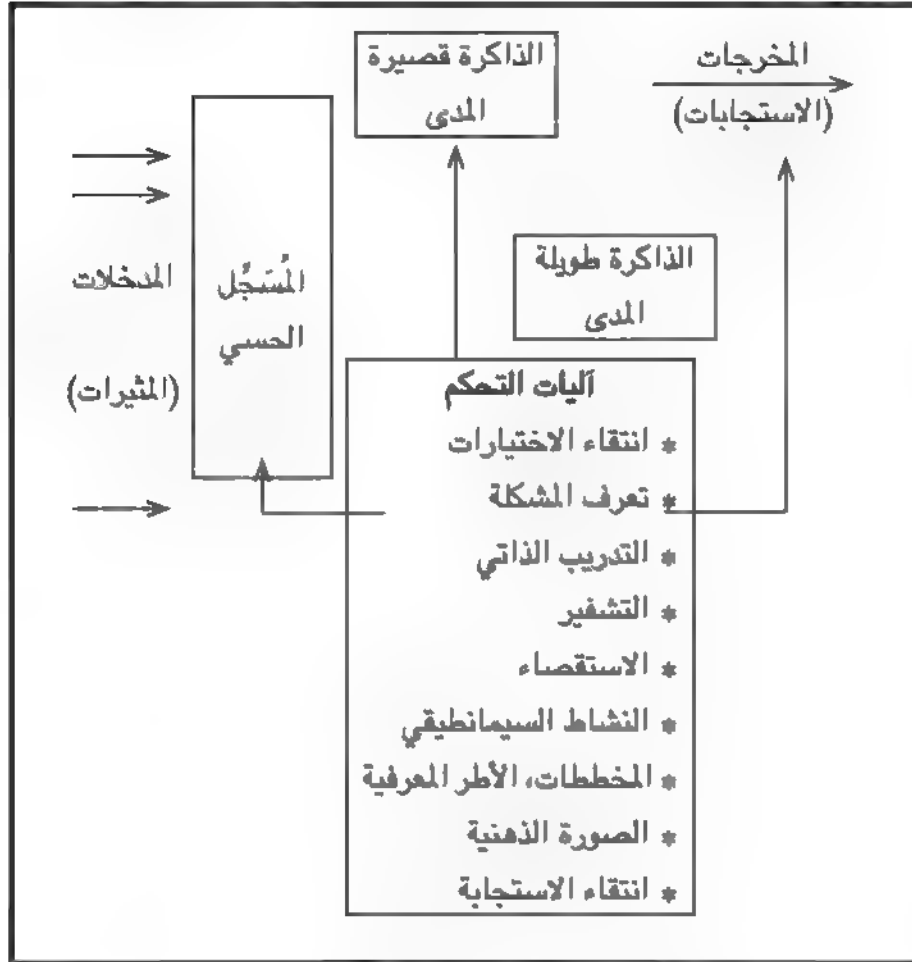 الذاكرة قصيرة
المدى
المخرجات
(الاستجابات)
المدخلات
(المثيرات)
المُسَجِّل
الحسي
الذاكرة طويلة
المدى
آليات التحكم
* انتقاء الاختيارات
* تعرف المشكلة
* التدريب الذاتي
* التشفير
* الاستقصاء
* النشاط السيمانطيقي
* المخططات، الأطر المعرفية
* الصورة الذهنية
* انتقاء الاستجابة